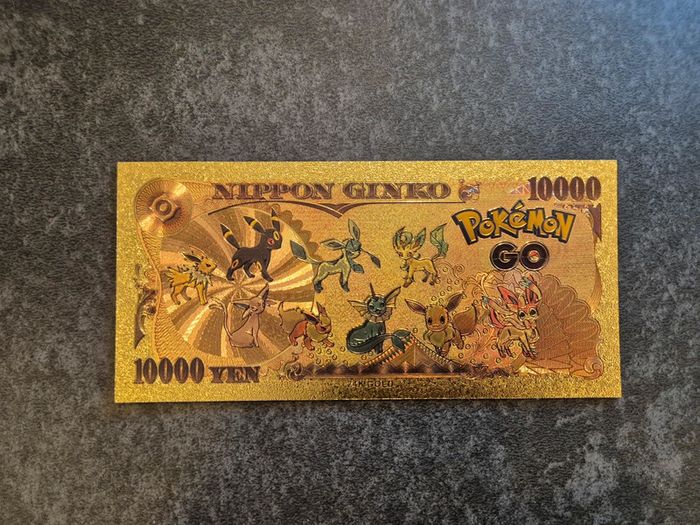 NIPPON GINKO
10000
POKéMON
GO
10000 YEN
24K GOLD